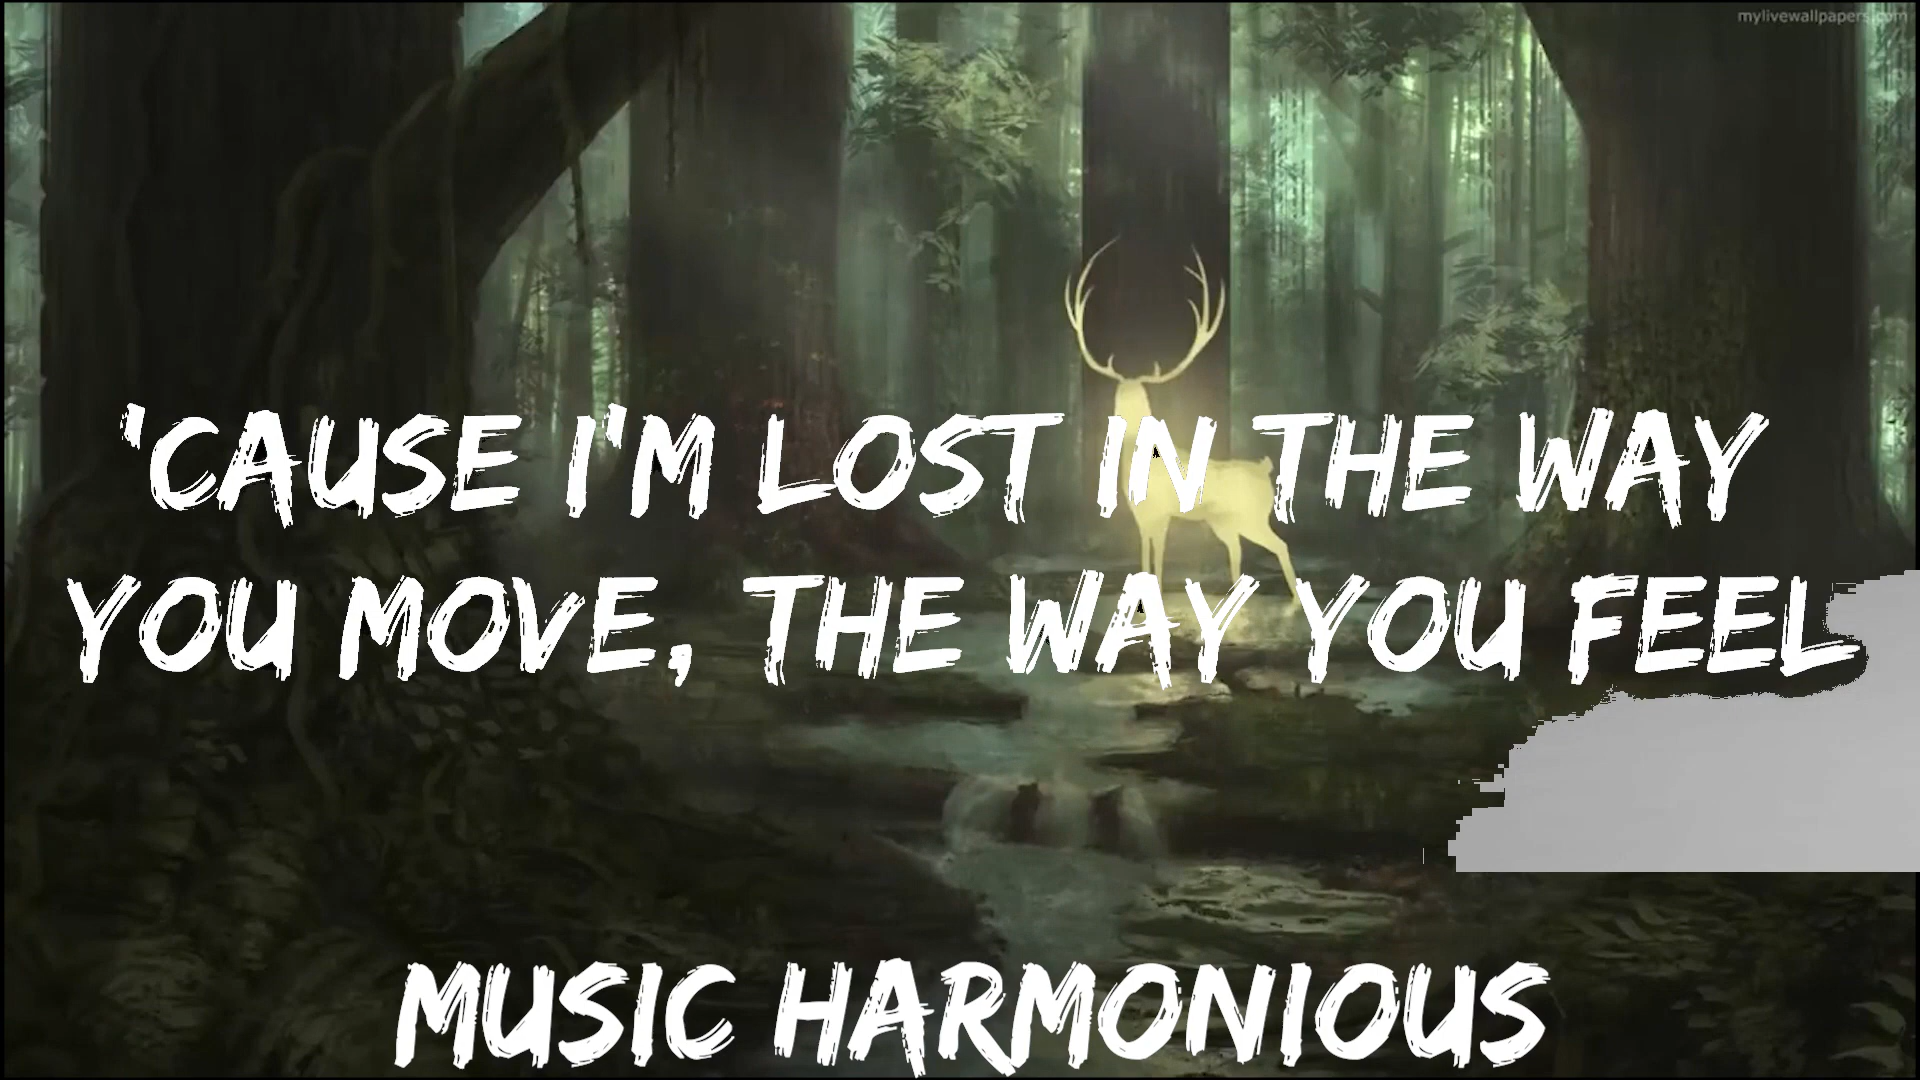 mylivewallpapers.com
'CAUSE I'M LOST IN THE WAY
YOU MOVE, THE WAY YOU FEEL
MUSIC HARMONIOUS